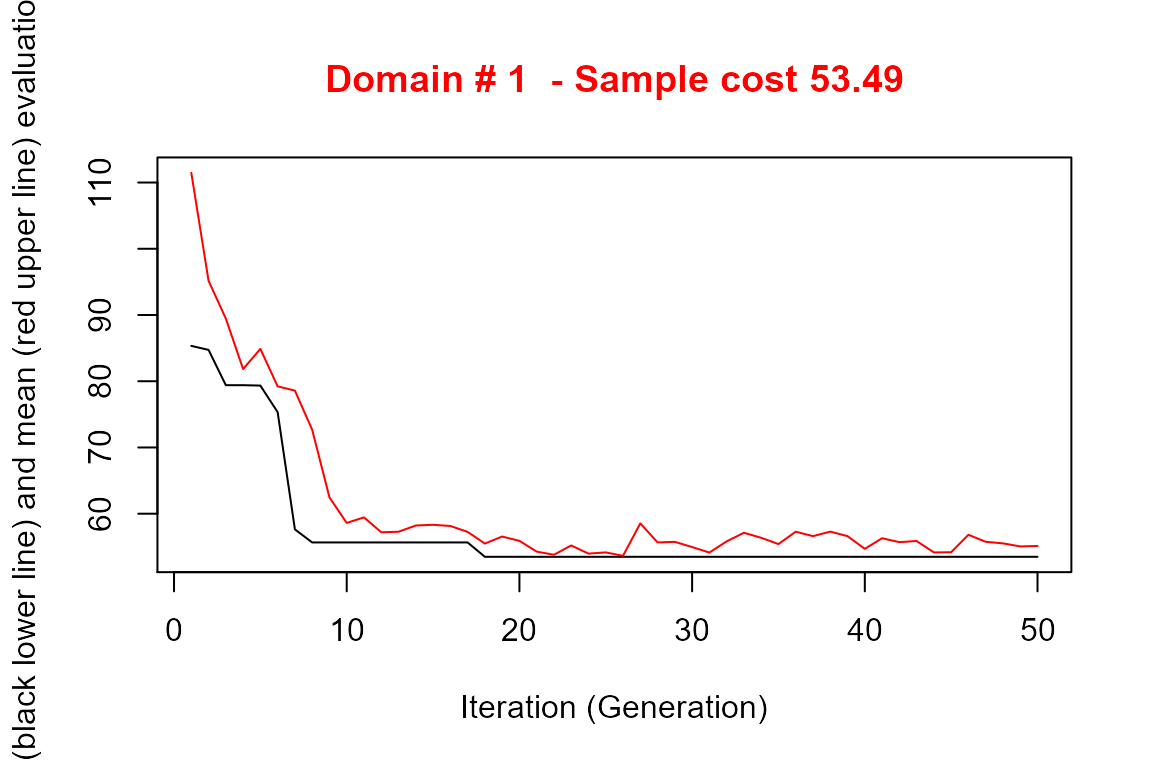 Domain # 1  - Sample cost 53.49
(black lower line) and mean (red upper line) evaluatio
110
90
80
70
60
0 10 20 30 40 50
Iteration (Generation)